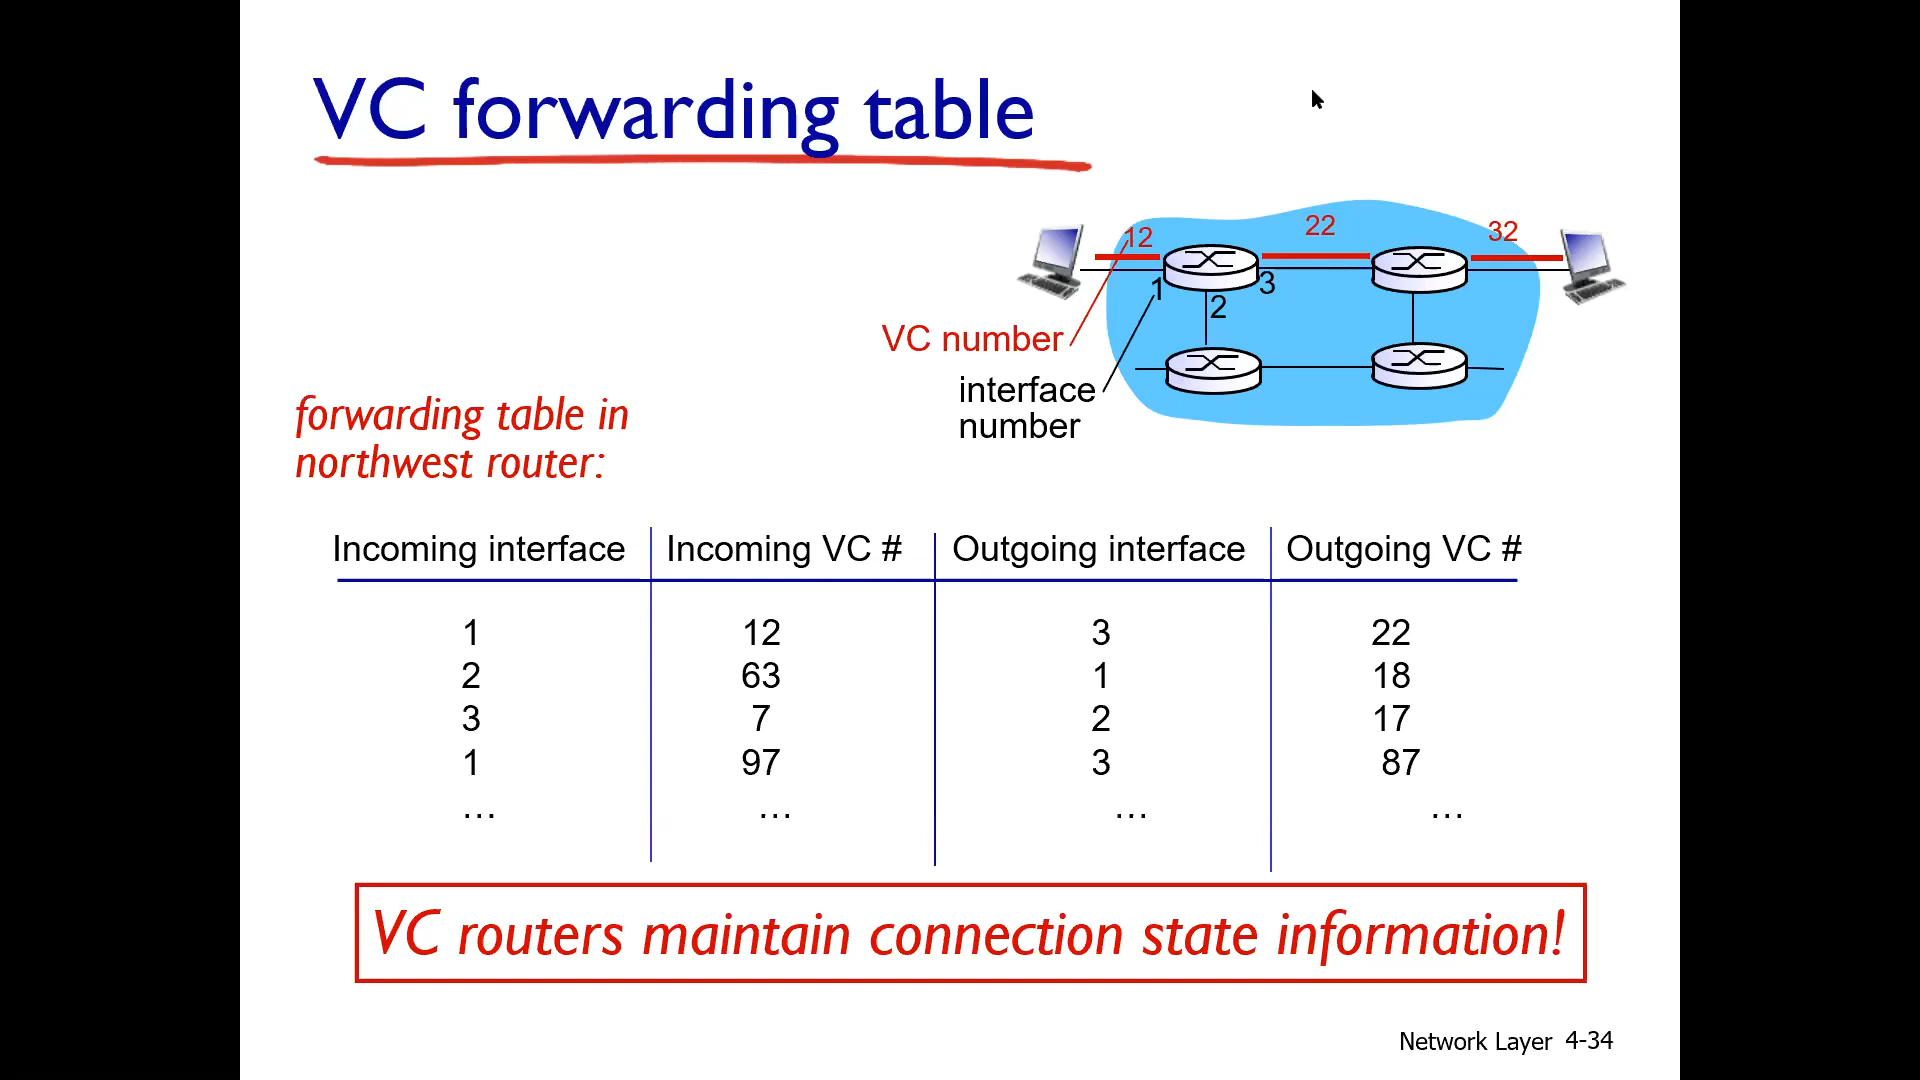 VC forwarding table
12
22
32
1
3
2
VC number
interface
number
forwarding table in
northwest router:
Incoming interface Incoming VC # Outgoing interface Outgoing VC #
1 12 3 22
2 63 1 18
3 7 2 17
1 97 3 87
… … … …
VC routers maintain connection state information!
Network Layer 4-34